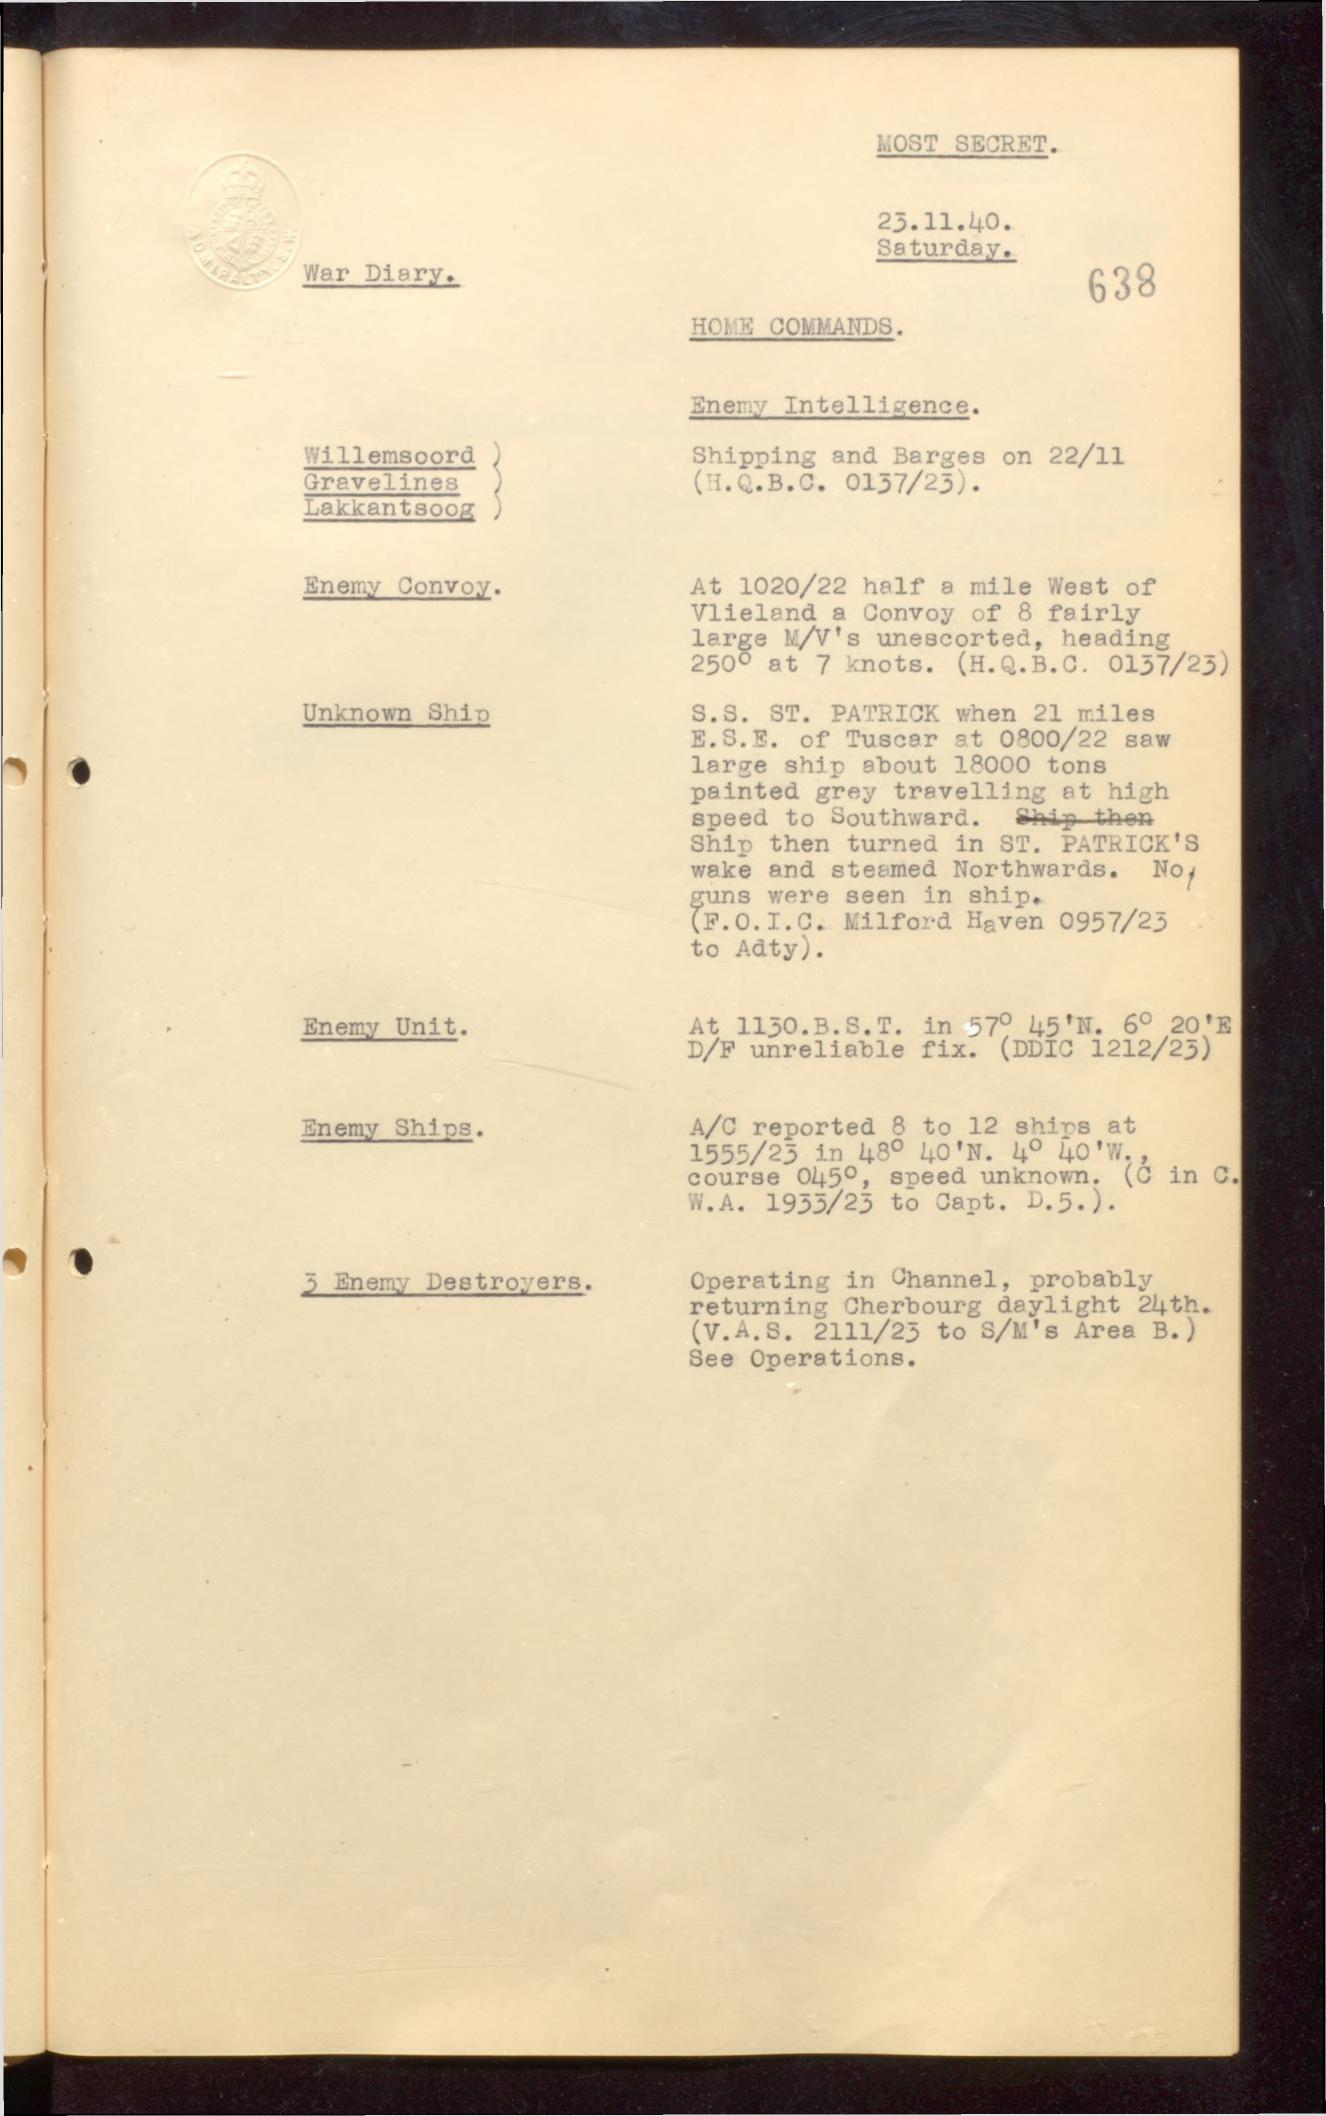 MOST SECRET.
ADMIRALTY. S.W.
23.11.40.
Saturday.
War Diary.
638
HOME COMMANDS.
Enemy Intelligence.
Willemsoord )
Gravelines )
Lakkantsoog )
Shipping and Barges on 22/11
(H.Q.B.C. 0137/23).
Enemy Convoy.
At 1020/22 half a mile West of
Vlieland a Convoy of 8 fairly
large M/V's unescorted, heading
250° at 7 knots. (H.Q.B.C. 0137/23)
Unknown Ship
S.S. ST. PATRICK when 21 miles
E.S.E. of Tuscar at 0800/22 saw
large ship about 18000 tons
painted grey travelling at high
speed to Southward. Ship then
Ship then turned in ST. PATRICK'S
wake and steamed Northwards. No
guns were seen in ship.
(F.O.I.C. Milford Haven 0957/23
to Adty).
Enemy Unit.
At 1130.B.S.T. in 57° 45'N. 6° 20'E
D/F unreliable fix. (DDIC 1212/23)
Enemy Ships.
A/C reported 8 to 12 ships at
1555/23 in 48° 40'N. 4° 40'W.,
course 045°, speed unknown. (C in C.
W.A. 1933/23 to Capt. D.5.).
3 Enemy Destroyers.
Operating in Channel, probably
returning Cherbourg daylight 24th.
(V.A.S. 2111/23 to S/M's Area B.)
See Operations.